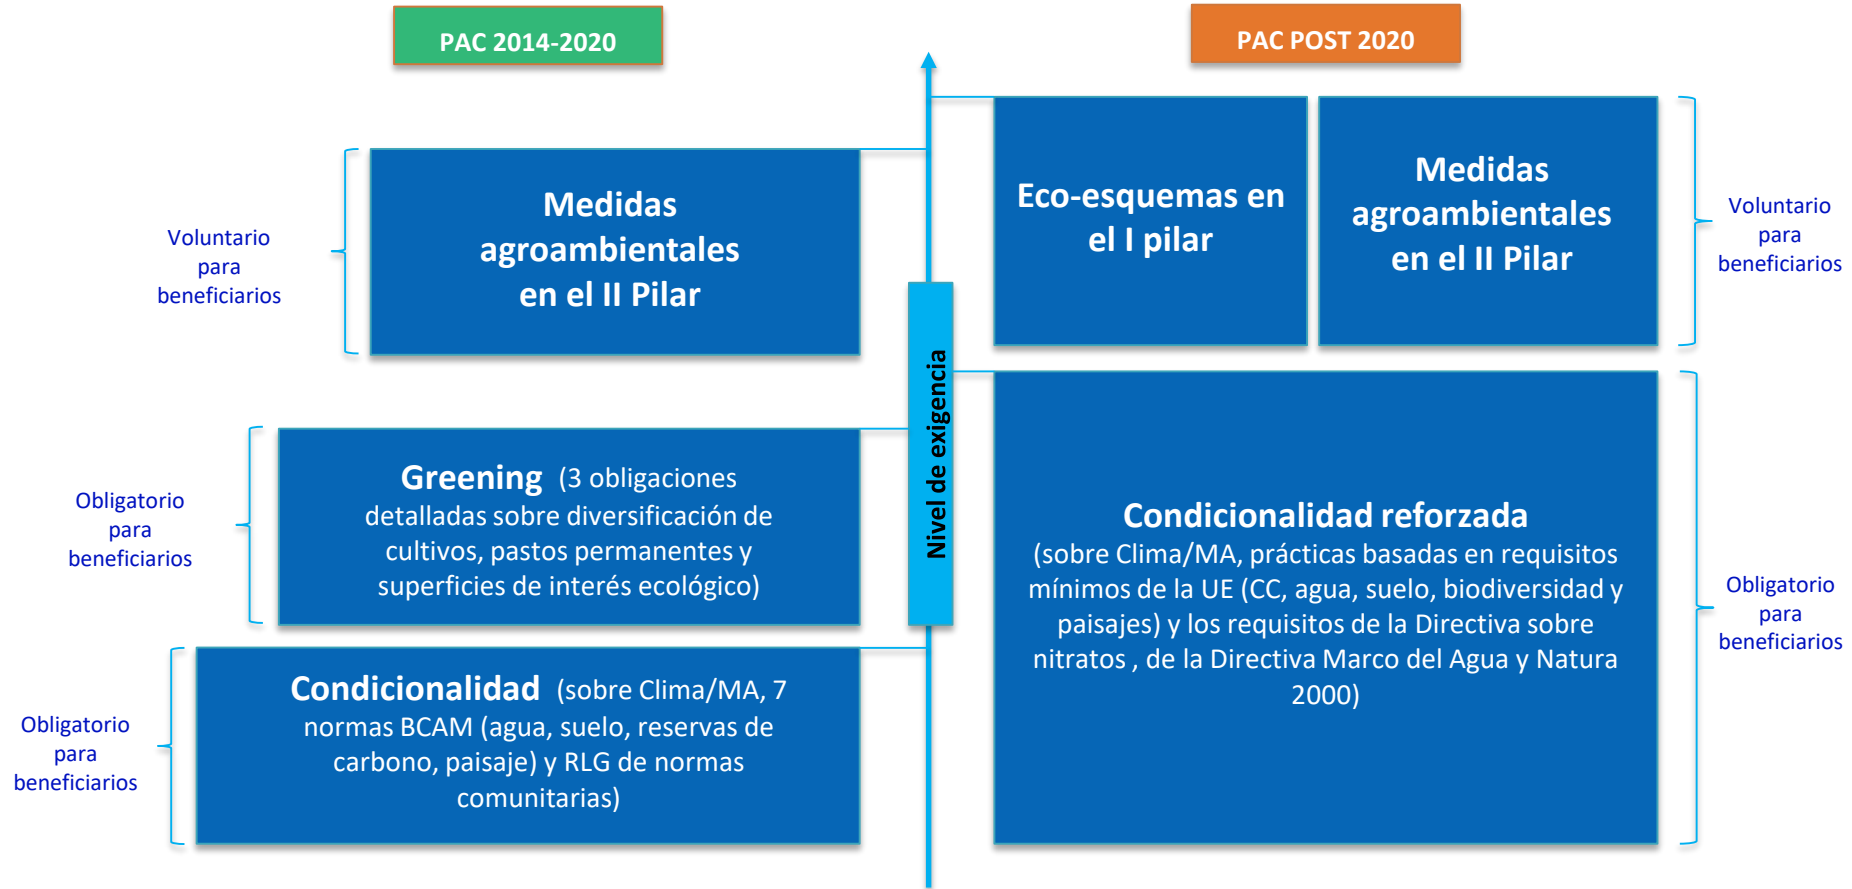 PAC 2014-2020
PAC POST 2020
Voluntario
para
beneficiarios
Medidas
agroambientales
en el II Pilar
Obligatorio
para
beneficiarios
Greening (3 obligaciones
detalladas sobre diversificación de
cultivos, pastos permanentes y
superficies de interés ecológico)
Obligatorio
para
beneficiarios
Condicionalidad (sobre Clima/MA, 7
normas BCAM (agua, suelo, reservas de
carbono, paisaje) y RLG de normas
comunitarias)
Nivel de exigencia
Eco-esquemas en
el I pilar
Medidas
agroambientales
en el II Pilar
Voluntario
para
beneficiarios
Condicionalidad reforzada
(sobre Clima/MA, prácticas basadas en requisitos
mínimos de la UE (CC, agua, suelo, biodiversidad y
paisajes) y los requisitos de la Directiva sobre
nitratos , de la Directiva Marco del Agua y Natura
2000)
Obligatorio
para
beneficiarios